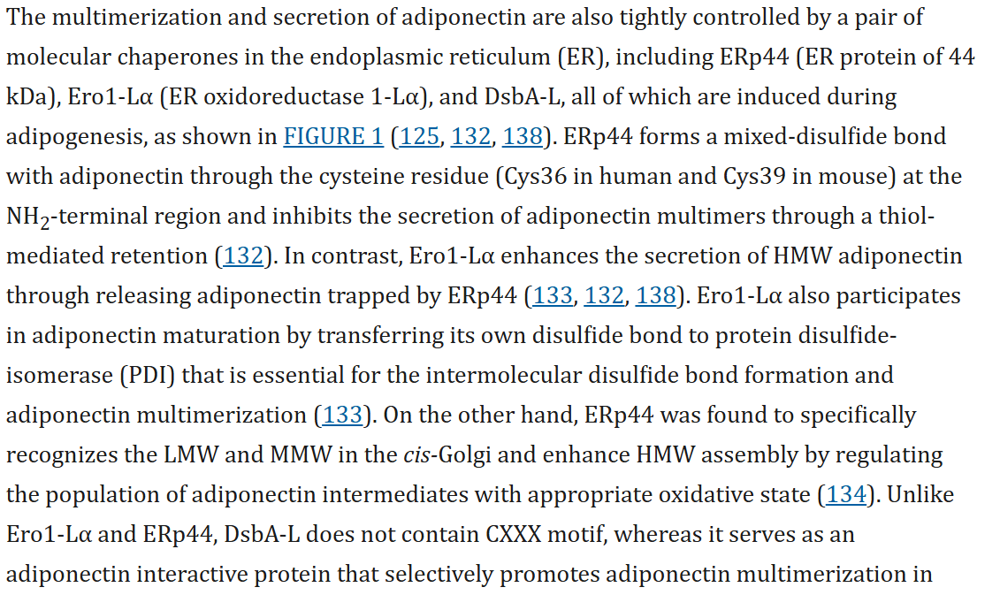 The multimerization and secretion of adiponectin are also tightly controlled by a pair of
molecular chaperones in the endoplasmic reticulum (ER), including ERp44 (ER protein of 44
kDa), Ero1-Lα (ER oxidoreductase 1-Lα), and DsbA-L, all of which are induced during
adipogenesis, as shown in FIGURE 1 (125, 132, 138). ERp44 forms a mixed-disulfide bond
with adiponectin through the cysteine residue (Cys36 in human and Cys39 in mouse) at the
NH₂-terminal region and inhibits the secretion of adiponectin multimers through a thiol-
mediated retention (132). In contrast, Ero1-Lα enhances the secretion of HMW adiponectin
through releasing adiponectin trapped by ERp44 (133, 132, 138). Ero1-Lα also participates
in adiponectin maturation by transferring its own disulfide bond to protein disulfide-
isomerase (PDI) that is essential for the intermolecular disulfide bond formation and
adiponectin multimerization (133). On the other hand, ERp44 was found to specifically
recognizes the LMW and MMW in the cis-Golgi and enhance HMW assembly by regulating
the population of adiponectin intermediates with appropriate oxidative state (134). Unlike
Ero1-Lα and ERp44, DsbA-L does not contain CXXX motif, whereas it serves as an
adiponectin interactive protein that selectively promotes adiponectin multimerization in